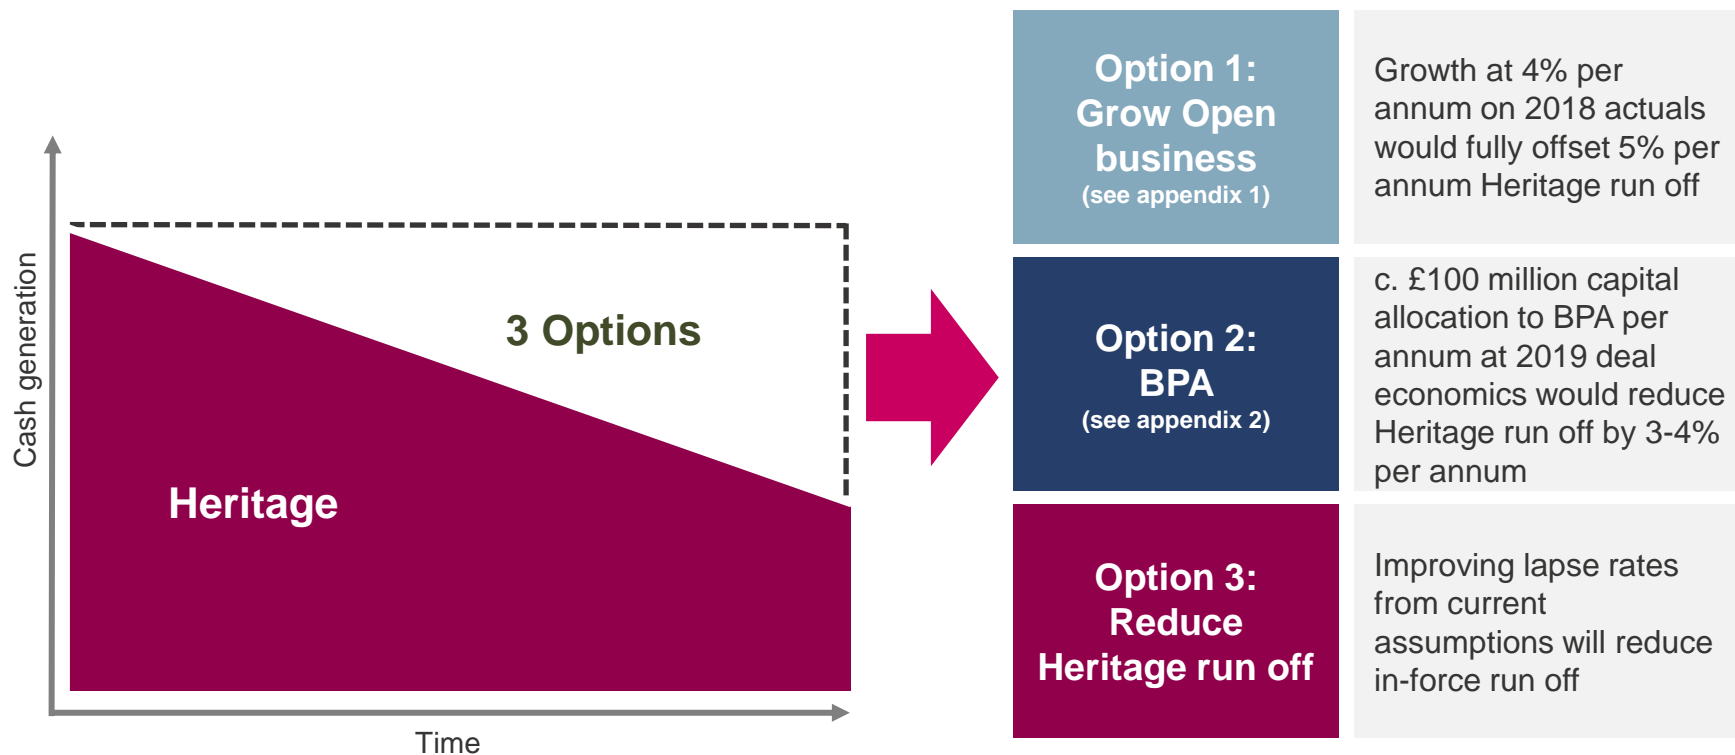 Cash generation
Time
Heritage
3 Options
Option 1:
Grow Open
business
(see appendix 1)
Growth at 4% per
annum on 2018 actuals
would fully offset 5% per
annum Heritage run off
Option 2:
BPA
(see appendix 2)
c. £100 million capital
allocation to BPA per
annum at 2019 deal
economics would reduce
Heritage run off by 3-4%
per annum
Option 3:
Reduce
Heritage run off
Improving lapse rates
from current
assumptions will reduce
in-force run off